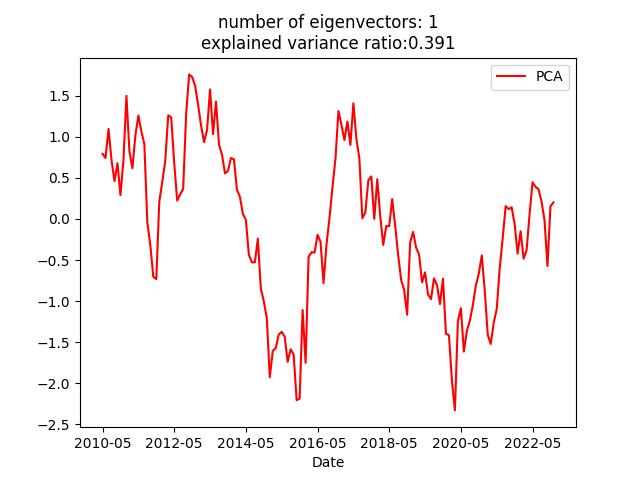 number of eigenvectors: 1
explained variance ratio:0.391
PCA
1.5
1.0
0.5
0.0
−0.5
−1.0
−1.5
−2.0
−2.5
2010-05 2012-05 2014-05 2016-05 2018-05 2020-05 2022-05
Date